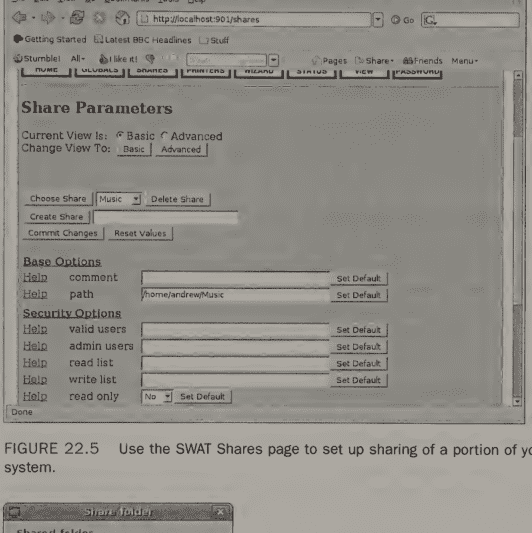 http://localhost:901/shares Go
Getting Started Latest BBC Headlines Stuff
Stumble! All I like it! Pages Share Friends Menu
HOME GLOBALS SHARES PRINTERS WIZARD STATUS VIEW PASSWORD
Share Parameters
Current View Is: Basic Advanced
Change View To: Basic Advanced
Choose Share Music Delete Share
Create Share
Commit Changes Reset Values
Base Options
Help comment Set Default
Help path /home/andrew/Music Set Default
Security Options
Help valid users Set Default
Help admin users Set Default
Help read list Set Default
Help write list Set Default
Help read only No Set Default
Done
FIGURE 22.5 Use the SWAT Shares page to set up sharing of a portion of yo
system.
Share folder
Shared folder